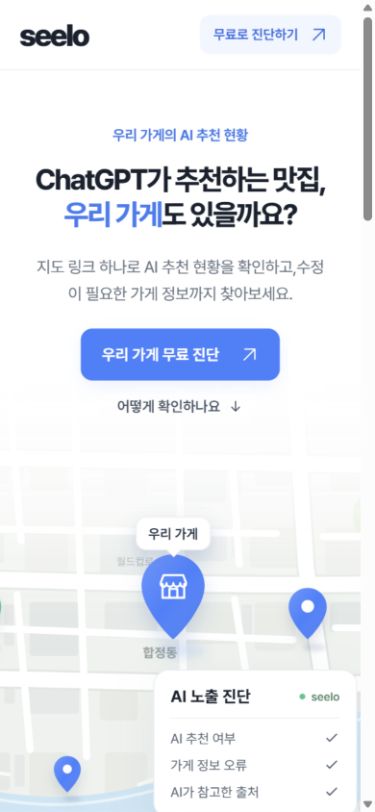 seelo
무료로 진단하기
우리 가게의 AI 추천 현황
ChatGPT가 추천하는 맛집,
우리 가게도 있을까요?
지도 링크 하나로 AI 추천 현황을 확인하고,수정
이 필요한 가게 정보까지 찾아보세요.
우리 가게 무료 진단
어떻게 확인하나요
우리 가게
합정동
AI 노출 진단
seelo
AI 추천 여부
가게 정보 오류
AI가 참고한 출처